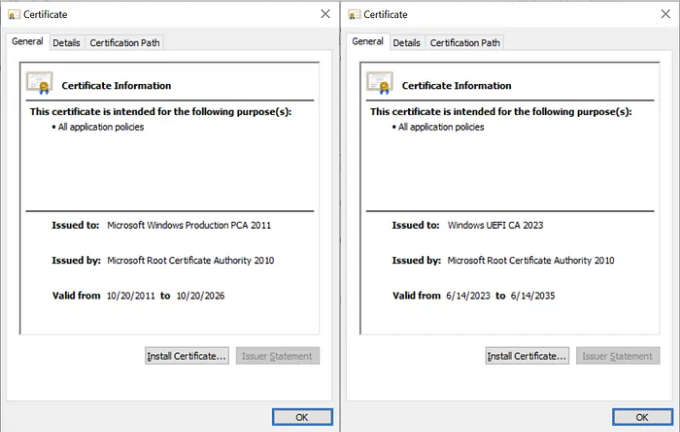 Certificate
General Details Certification Path
Certificate Information
This certificate is intended for the following purpose(s):
• All application policies
Issued to: Microsoft Windows Production PCA 2011
Issued by: Microsoft Root Certificate Authority 2010
Valid from 10/20/2011 to 10/20/2026
Install Certificate... Issuer Statement
OK
Certificate
General Details Certification Path
Certificate Information
This certificate is intended for the following purpose(s):
• All application policies
Issued to: Windows UEFI CA 2023
Issued by: Microsoft Root Certificate Authority 2010
Valid from 6/14/2023 to 6/14/2035
Install Certificate... Issuer Statement
OK